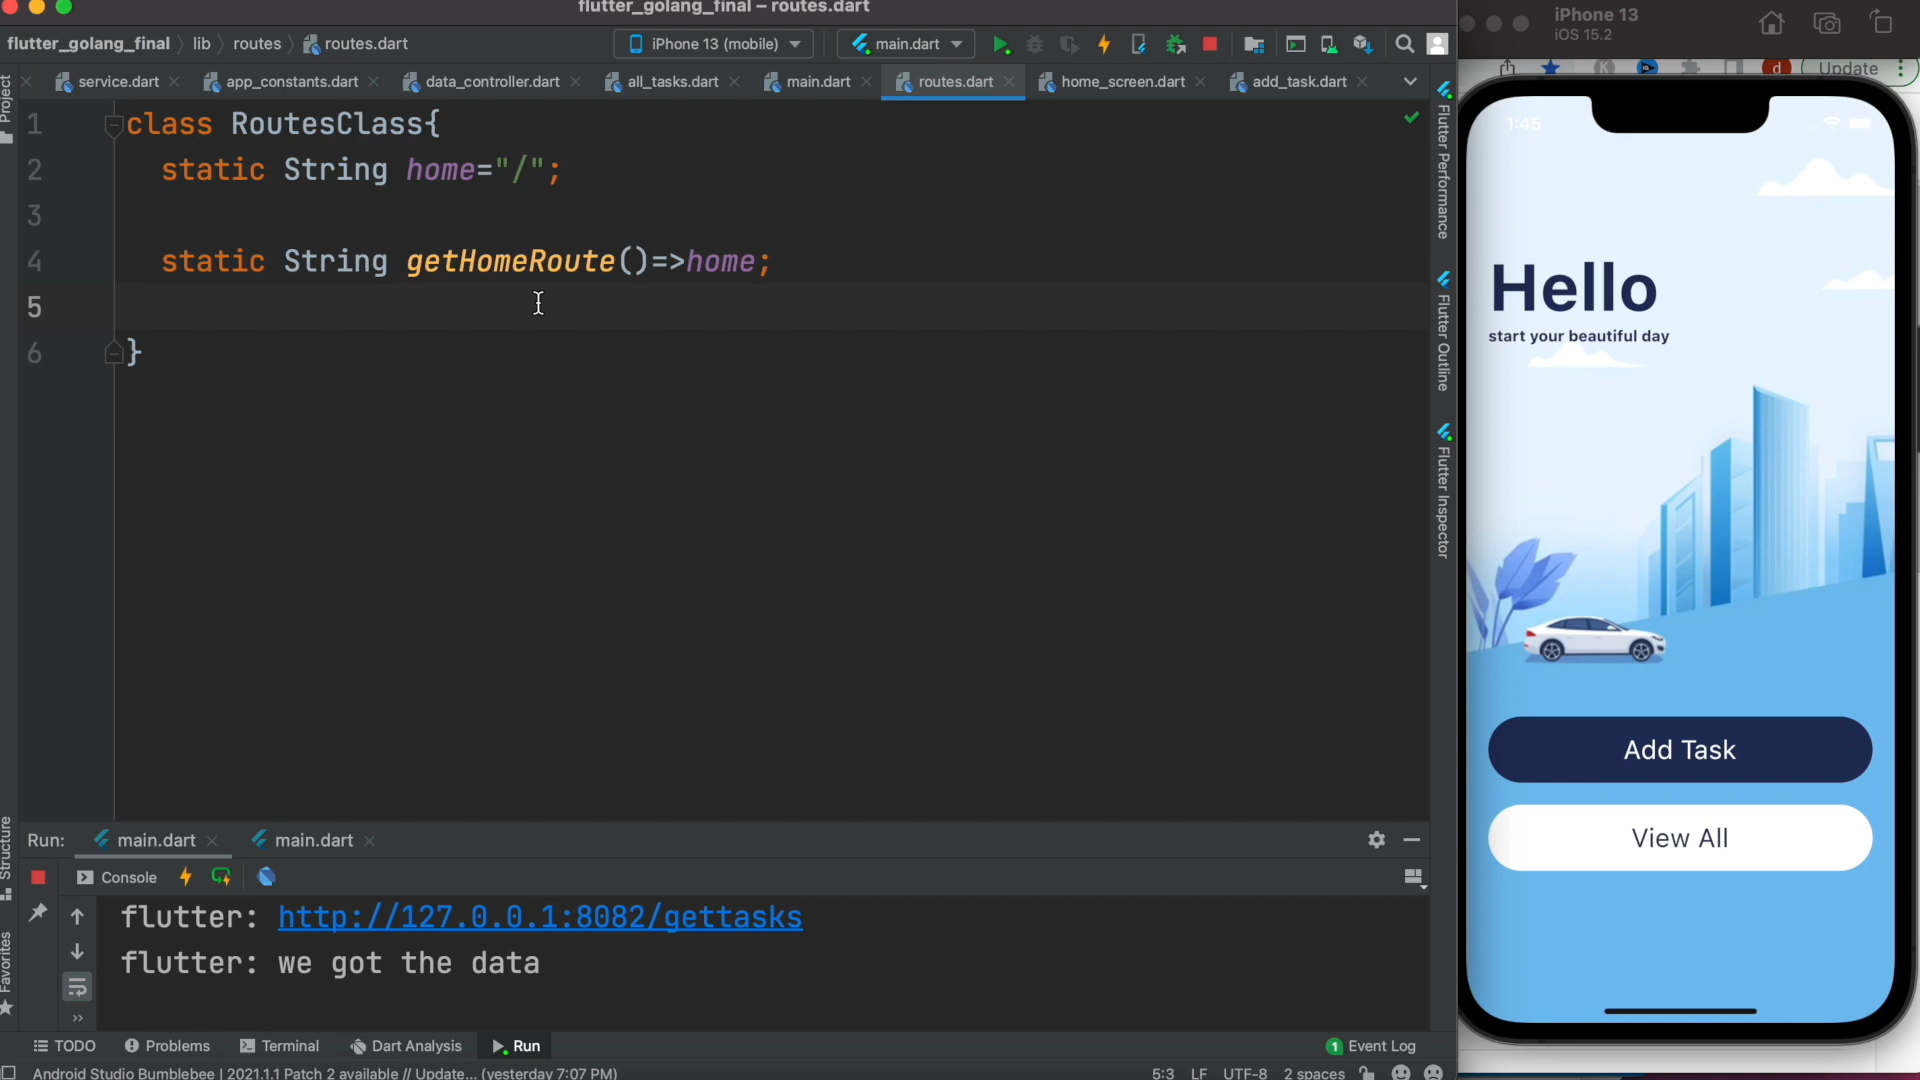 flutter_golang_final – routes.dart
flutter_golang_final lib routes routes.dart
iPhone 13 (mobile) main.dart
service.dart app_constants.dart data_controller.dart all_tasks.dart main.dart routes.dart home_screen.dart add_task.dart
Project
1 class RoutesClass{
2 static String home="/";
3
4 static String getHomeRoute()=>home;
5
6 }
Flutter Performance
Flutter Outline
Flutter Inspector
Structure
Favorites
Run: main.dart main.dart
Console
flutter: http://127.0.0.1:8082/gettasks
flutter: we got the data
TODO Problems Terminal Dart Analysis Run 1 Event Log
Android Studio Bumblebee | 2021.1.1 Patch 2 available // Update... (yesterday 7:07 PM) 5:3 LF UTF-8 2 spaces
iPhone 13
iOS 15.2
K d Update
1:45
Hello
start your beautiful day
Add Task
View All